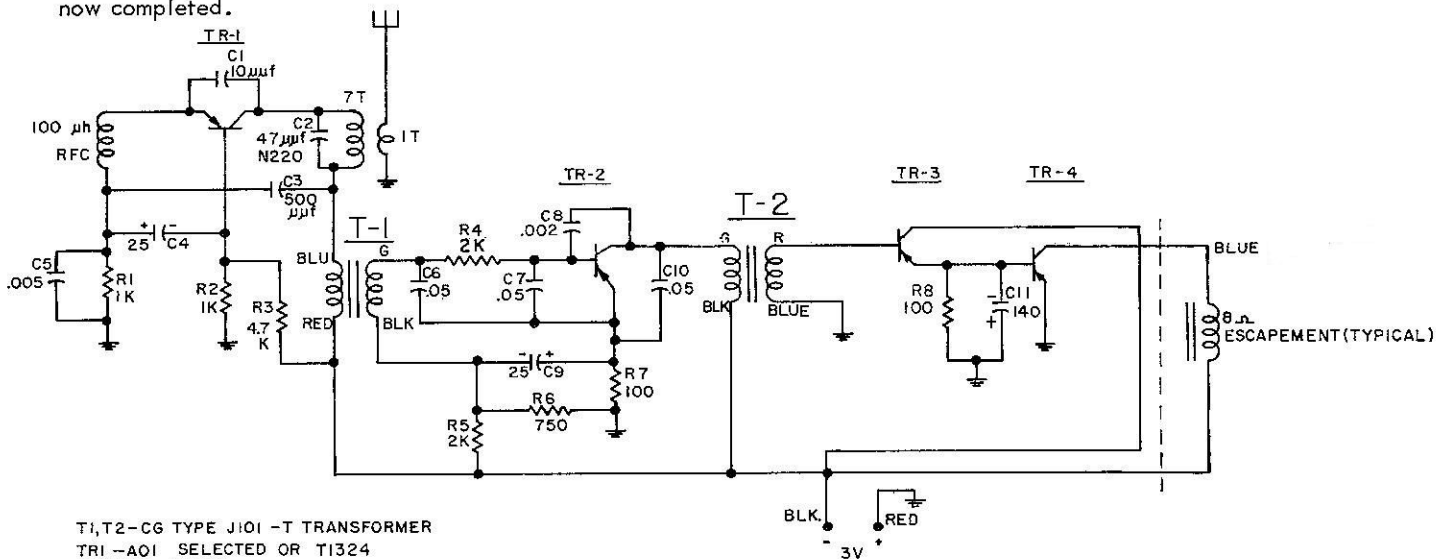 now completed.
TR-1
C1
10µµf
7T
1T
100 µh
RFC
C2
47µµf
N220
C3
500
µµf
+ -
25 C4
C5
.005
R1
1K
R2
1K
R3
4.7
K
T-1
BLU
RED
G
BLK
R4
2K
C6
.05
C7
.05
C8
.002
TR-2
C10
.05
- +
25 C9
R7
100
R6
750
R5
2K
T-2
G
R
BLK
BLUE
TR-3
TR-4
R8
100
-
C11
140
+
BLUE
8Ω
ESCAPEMENT(TYPICAL)
BLK. RED
- +
3V
T1,T2-CG TYPE J101-T TRANSFORMER
TR1-A01 SELECTED OR T1324